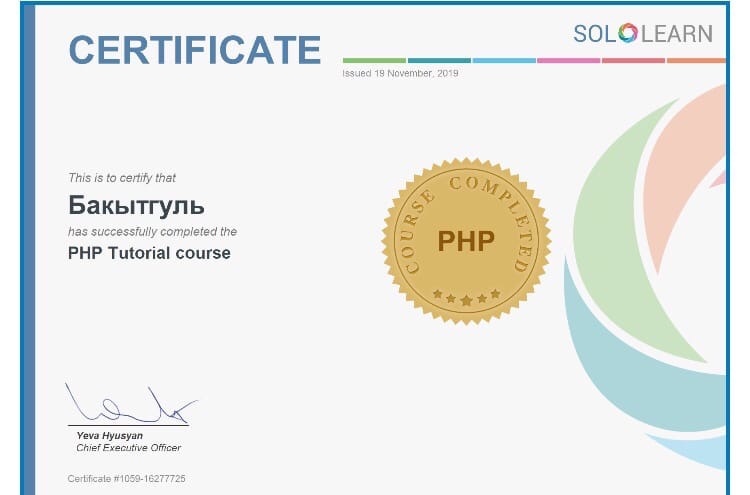 CERTIFICATE
SOLOLEARN
Issued 19 November, 2019
This is to certify that
Бакытгуль
has successfully completed the
PHP Tutorial course
COURSE COMPLETED
PHP
Yeva Hyusyan
Chief Executive Officer
Certificate #1059-16277725